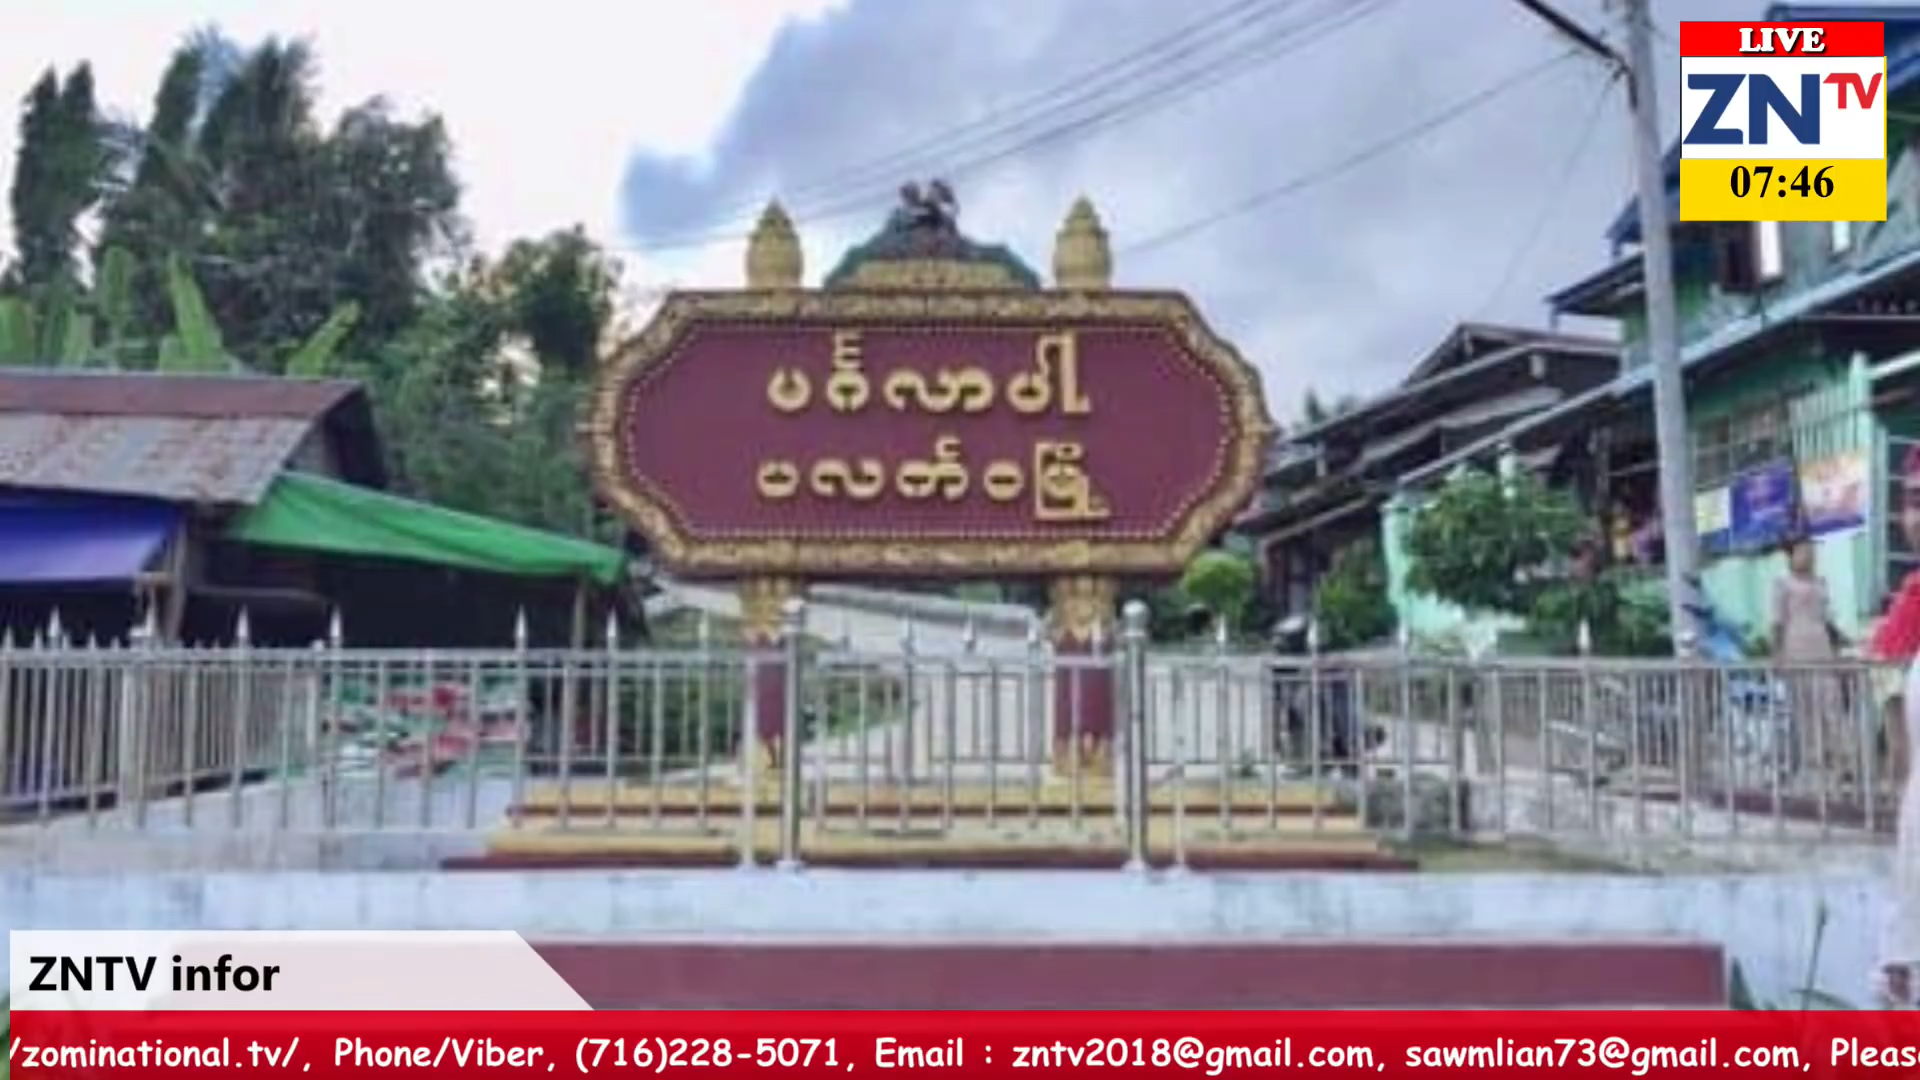 LIVE
ZNTV
07:46
မင်္ဂလာပါ
ပလက်ဝမြို့
ZNTV infor
/zominational.tv/, Phone/Viber, (716)228-5071, Email : zntv2018@gmail.com, sawmlian73@gmail.com, Pleas